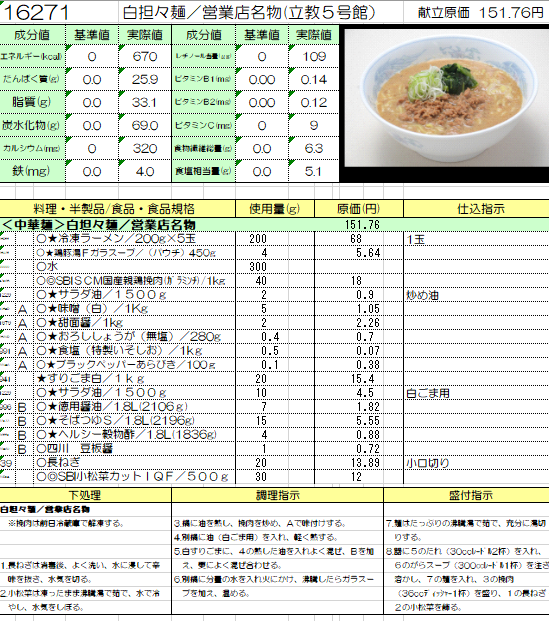 16271 白担々麺／営業店名物(立教５号館) 献立原価 151.76円
成分値 基準値 実際値 成分値 基準値 実際値
エネルギー(kcal) 0 670 レチノール当量(μg) 0 109
たんぱく質(g) 0.0 25.9 ビタミンB1(mg) 0.00 0.14
脂質(g) 0.0 33.1 ビタミンB2(mg) 0.00 0.12
炭水化物(g) 0.0 69.0 ビタミンC(mg) 0 9
カルシウム(mg) 0 320 食物繊維総量(g) 0.0 6.3
鉄(mg) 0.0 4.0 食塩相当量(g) 0.0 5.1
料理・半製品/食品・食品規格 使用量(g) 原価(円) 仕込指示
＜中華麺＞白担々麺／営業店名物 151.76
○★冷凍ラーメン／200g×5玉 200 68 1玉
○★鶏豚湯Ｆガラスープ／（パウチ）450g 4 5.64
○水 300
○◎SBISCM国産親鶏挽肉(ｶﾞﾗﾐﾝﾁ)／1kg 40 18
○★サラダ油／１５００ｇ 2 0.9 炒め油
A ○★味噌（白）／1Kg 5 1.05
A ○★甜面醤／1kg 2 2.26
A ○★おろししょうが（無塩）／280g 0.4 0.7
A ○★食塩（特製いそしお）／1kg 0.5 0.07
A ○★ブラックペッパーあらびき／100g 0.1 0.38
★すりごま白／１ｋｇ 20 15.4
○★サラダ油／１５００ｇ 10 4.5 白ごま用
B ○★徳用醤油／1.8L(2106g) 7 1.82
B ○★そばつゆＳ／1.8L(2196g) 15 5.55
B ○★ヘルシー穀物酢／1.8L(1836g) 4 0.88
B ○四川　豆板醤 1 0.72
○長ねぎ 20 13.89 小口切り
○◎SBI小松菜カットＩＱＦ／５００ｇ 30 12
下処理 調理指示 盛付指示
白担々麺／営業店名物
※挽肉は前日冷蔵庫で解凍する。
1.長ねぎは消毒後、よく洗い、水に浸して辛
味を抜き、水気を切る。
2.小松菜は凍ったまま沸騰湯で茹で、水で冷
やし、水気をしぼる。
3.鍋に油を熱し、挽肉を炒め、Ａで味付けする。
4.別鍋に油（白ごま用）を入れ、軽く熱する。
5.白すりごまに、４の熱した油を入れよく混ぜ、Ｂを加
え、更によく混ぜ合わせる。
6.別鍋に分量の水を入れ火にかけ、沸騰したらガラスー
プを加え、温める。
7.麺はたっぷりの沸騰湯で茹で、充分に湯切
りする。
8.器に５のたれ（30ccﾚｰﾄﾞﾙ2杯）を入れ、
６のがらスープ（300ccﾚｰﾄﾞﾙ1杯）を注ぎ
溶かし、７の麺を入れ、３の挽肉
（36ccﾃﾞｨｯｼｬｰ1杯）を盛り、１の長ねぎ
２の小松菜を飾る。